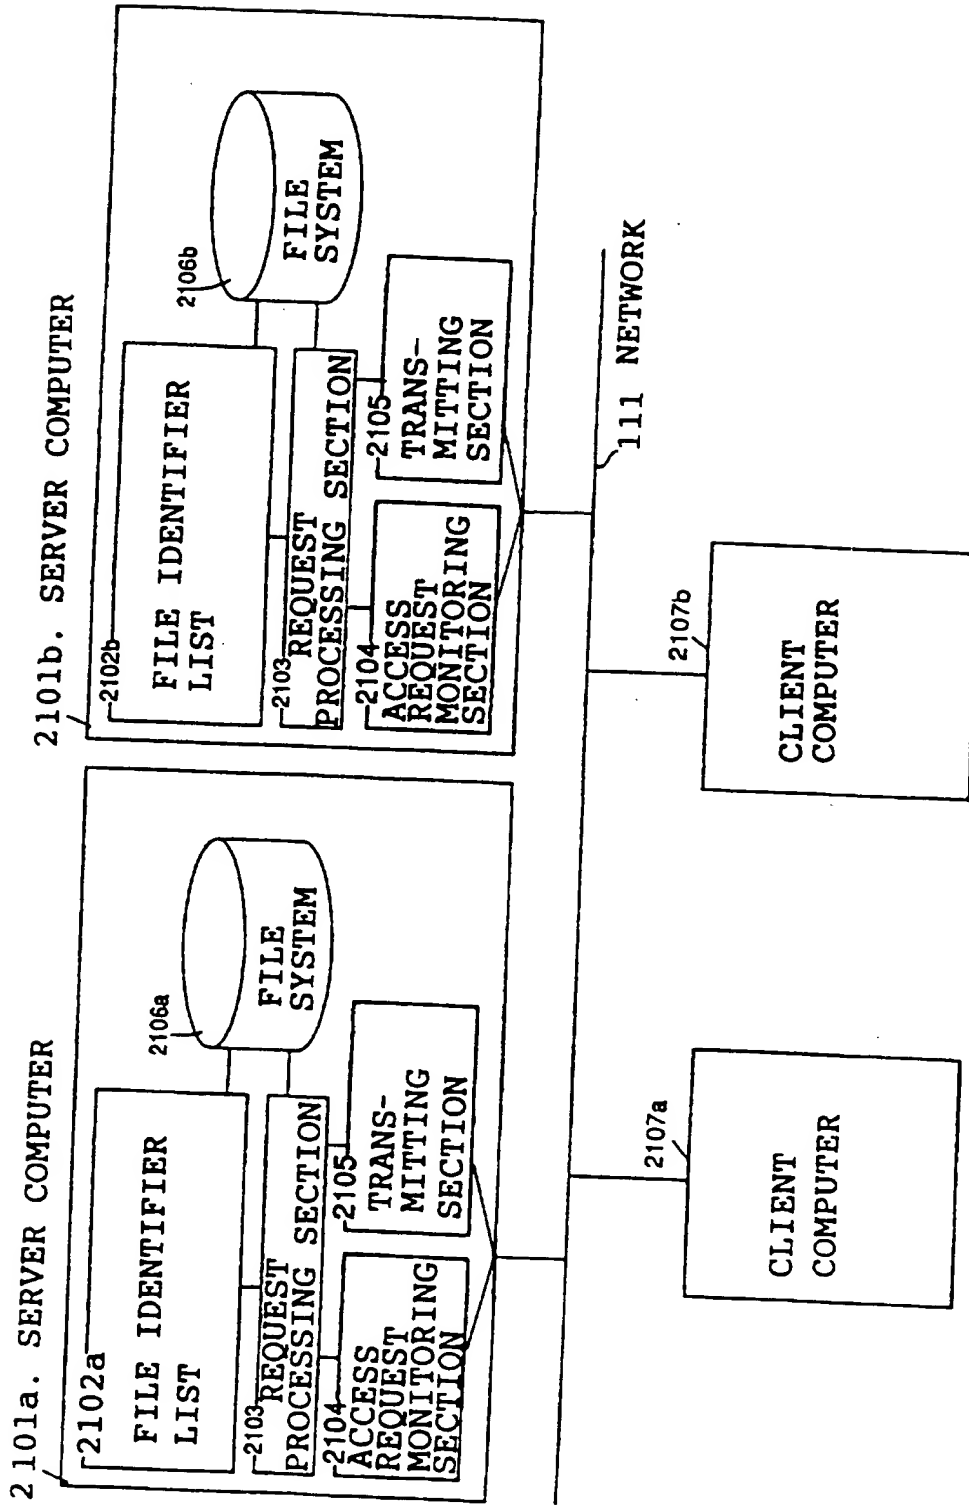 2101a. SERVER COMPUTER
2102a
FILE IDENTIFIER
LIST
2106a
FILE
SYSTEM
2103
REQUEST
PROCESSING SECTION
2104
ACCESS
REQUEST
MONITORING
SECTION
2105
TRANS-
MITTING
SECTION
2101b. SERVER COMPUTER
2102b
FILE IDENTIFIER
LIST
2106b
FILE
SYSTEM
2103
REQUEST
PROCESSING SECTION
2104
ACCESS
REQUEST
MONITORING
SECTION
2105
TRANS-
MITTING
SECTION
111 NETWORK
2107a
CLIENT
COMPUTER
2107b
CLIENT
COMPUTER